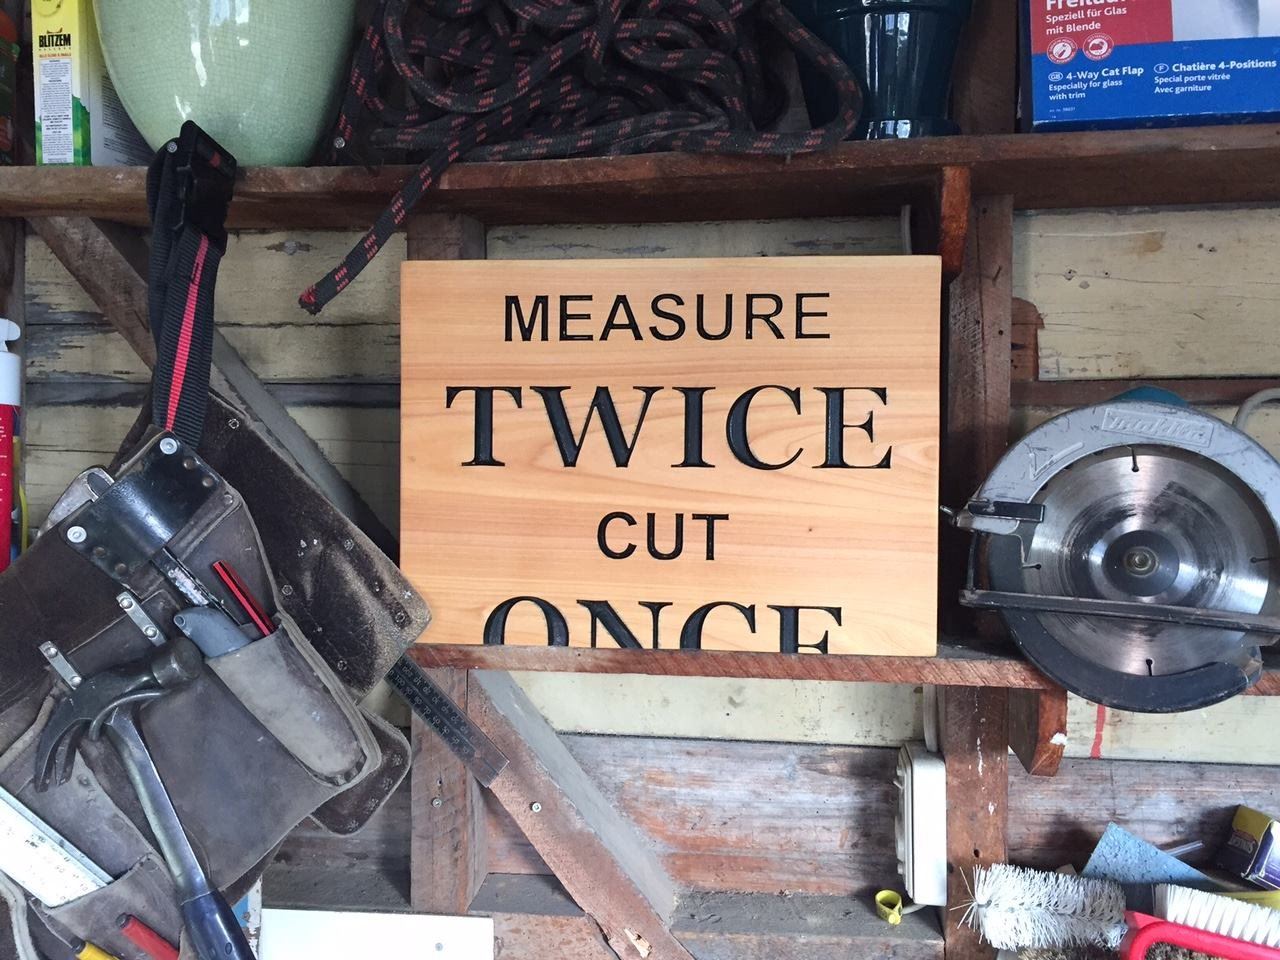 BLITZEM
Speziell für Glas
mit Blende
GB 4-Way Cat Flap
Especially for glass
with trim
F Chatière 4-Positions
Special porte vitrée
Avec garniture
MEASURE
TWICE
CUT
ONCE
makita